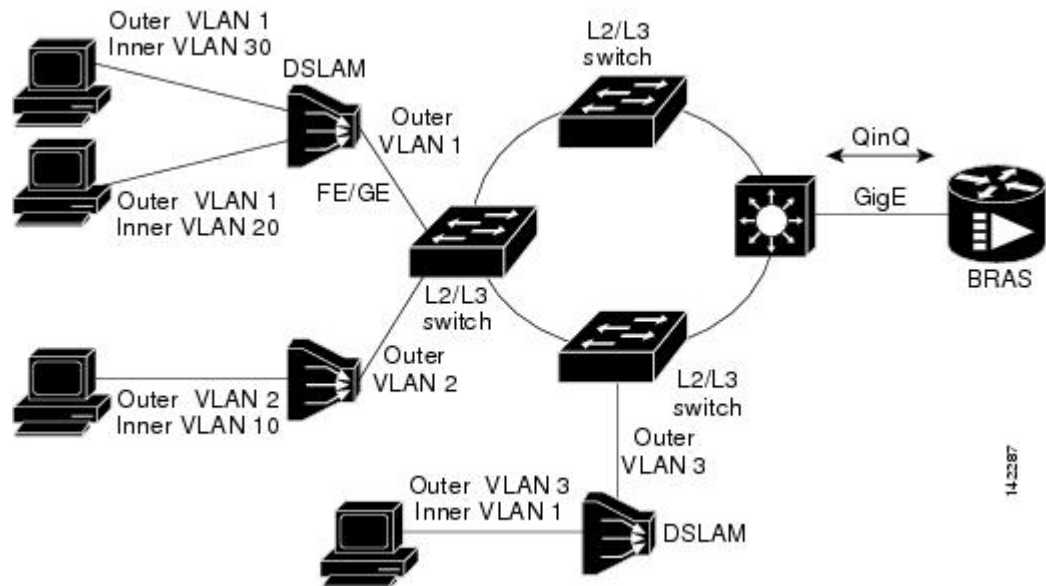 Outer VLAN 1
Inner VLAN 30
DSLAM
Outer
VLAN 1
L2/L3
switch
QinQ
GigE
BRAS
FE/GE
Outer VLAN 1
Inner VLAN 20
L2/L3
switch
Outer
VLAN 2
Outer VLAN 2
Inner VLAN 10
L2/L3
switch
Outer
VLAN 3
Outer VLAN 3
Inner VLAN 1
DSLAM
142287